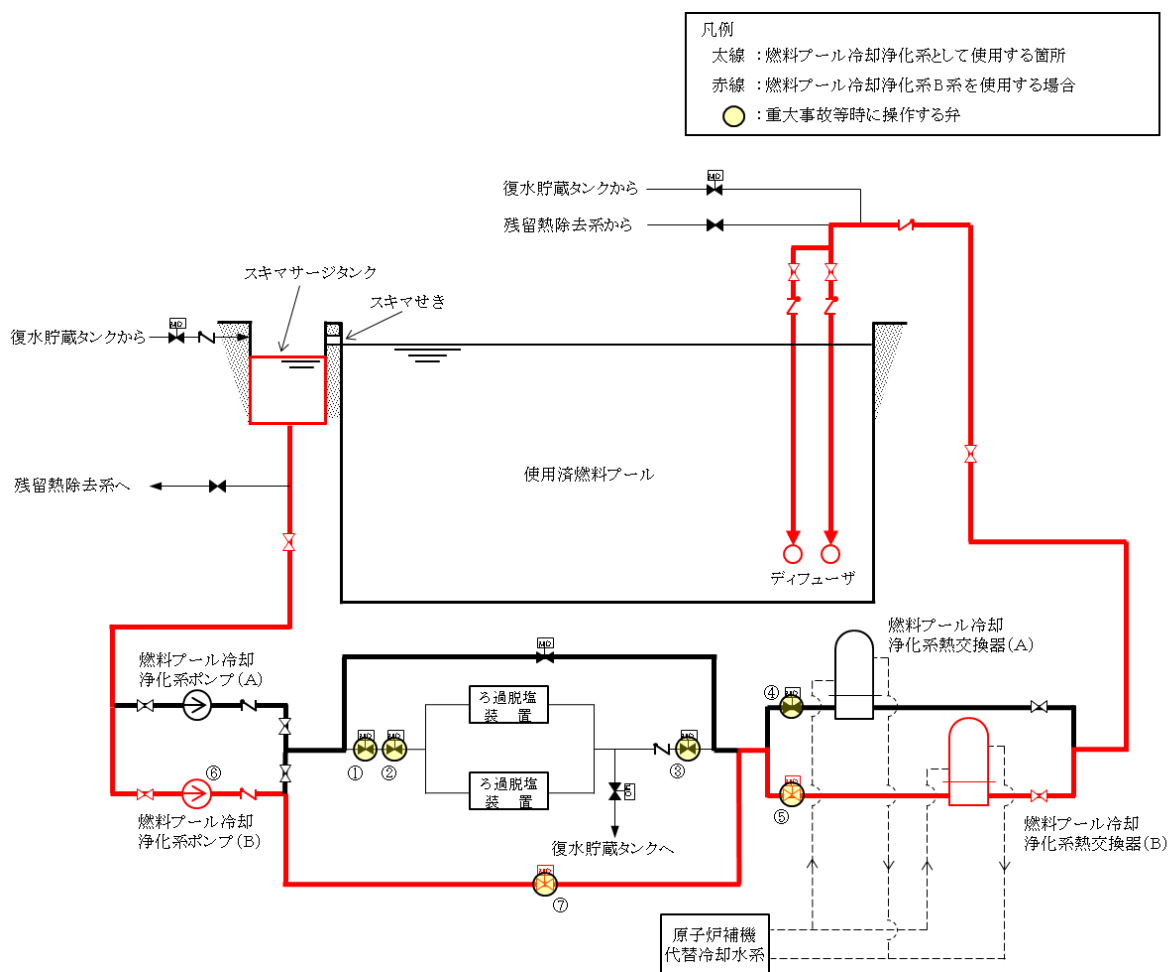 凡例
太線 ：燃料プール冷却浄化系として使用する箇所
赤線 ：燃料プール冷却浄化系Ｂ系を使用する場合
：重大事故等時に操作する弁
復水貯蔵タンクから
MO
残留熱除去系から
スキマサージタンク
スキマせき
復水貯蔵タンクから
MO
使用済燃料プール
残留熱除去系へ
ディフューザ
燃料プール冷却
浄化系ポンプ(A)
MO
燃料プール冷却
浄化系熱交換器(A)
ろ過脱塩
装　置
④
MO
①
MO
②
MO
③
MO
⑥
ろ過脱塩
装　置
MO
⑤
MO
燃料プール冷却
浄化系ポンプ(B)
復水貯蔵タンクへ
燃料プール冷却
浄化系熱交換器(B)
MO
⑦
原子炉補機
代替冷却水系